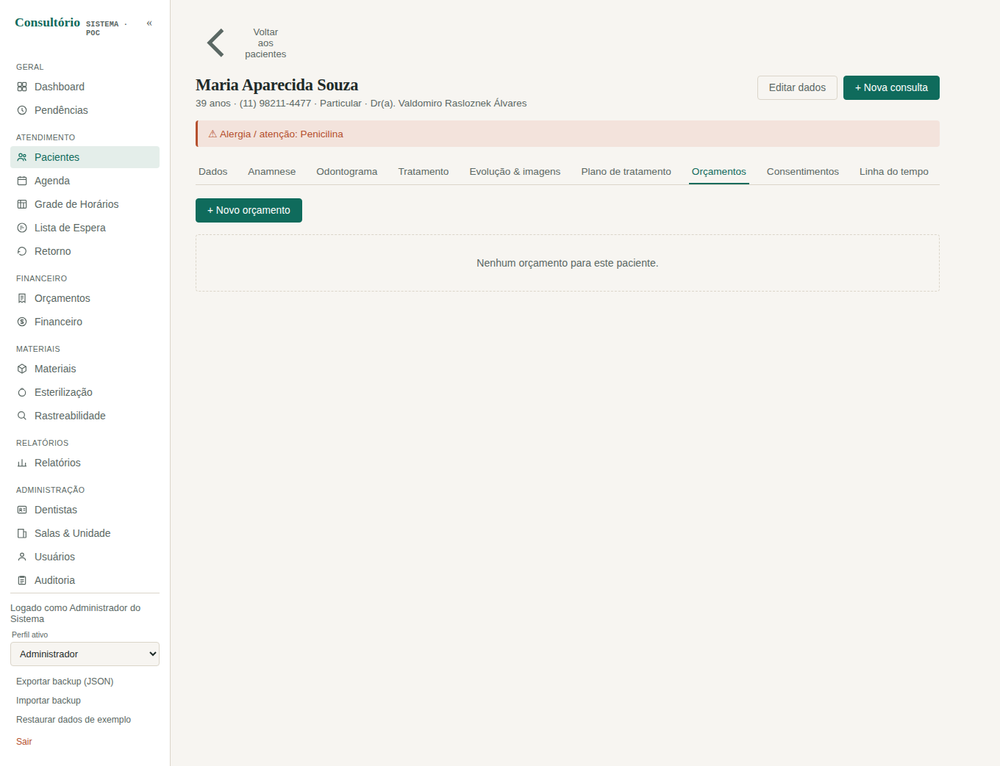 Consultório SISTEMA · POC «
GERAL
Dashboard
Pendências
ATENDIMENTO
Pacientes
Agenda
Grade de Horários
Lista de Espera
Retorno
FINANCEIRO
Orçamentos
Financeiro
MATERIAIS
Materiais
Esterilização
Rastreabilidade
RELATÓRIOS
Relatórios
ADMINISTRAÇÃO
Dentistas
Salas & Unidade
Usuários
Auditoria
Logado como Administrador do
Sistema
Perfil ativo
Administrador
Exportar backup (JSON)
Importar backup
Restaurar dados de exemplo
Sair
Voltar
aos
pacientes
Maria Aparecida Souza
39 anos · (11) 98211-4477 · Particular · Dr(a). Valdomiro Rasloznek Álvares
Editar dados
+ Nova consulta
⚠ Alergia / atenção: Penicilina
Dados Anamnese Odontograma Tratamento Evolução & imagens Plano de tratamento Orçamentos Consentimentos Linha do tempo
+ Novo orçamento
Nenhum orçamento para este paciente.